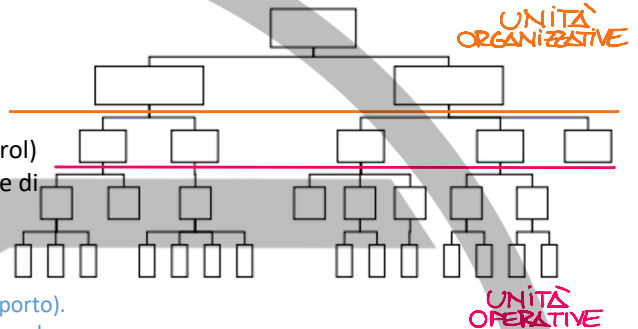 UNITÀ
ORGANIZZATIVE
rol)
e di
porto).
UNITÀ
OPERATIVE